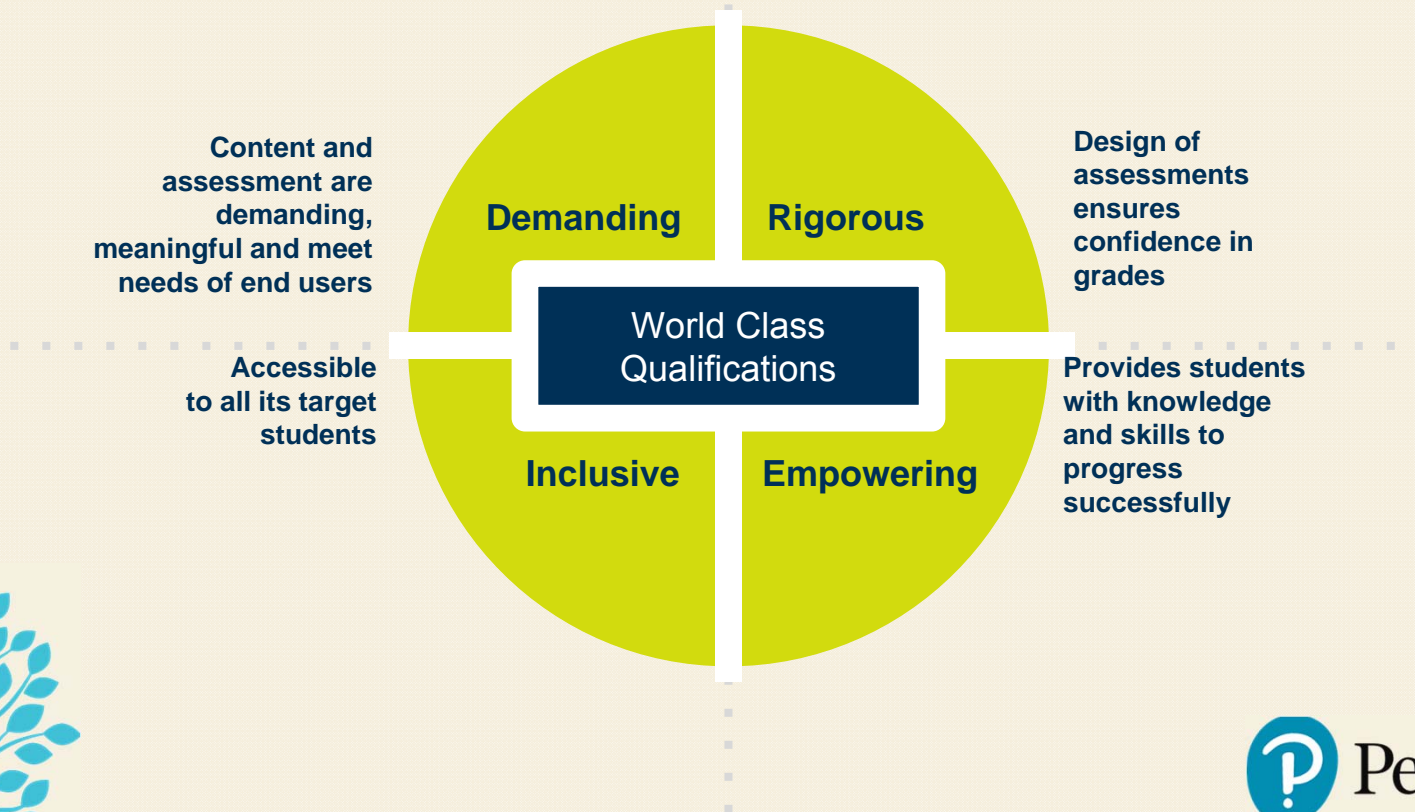 Content and
assessment are
demanding,
meaningful and meet
needs of end users
Demanding
Rigorous
Design of
assessments
ensures
confidence in
grades
World Class
Qualifications
Accessible
to all its target
students
Inclusive
Empowering
Provides students
with knowledge
and skills to
progress
successfully
P Pe